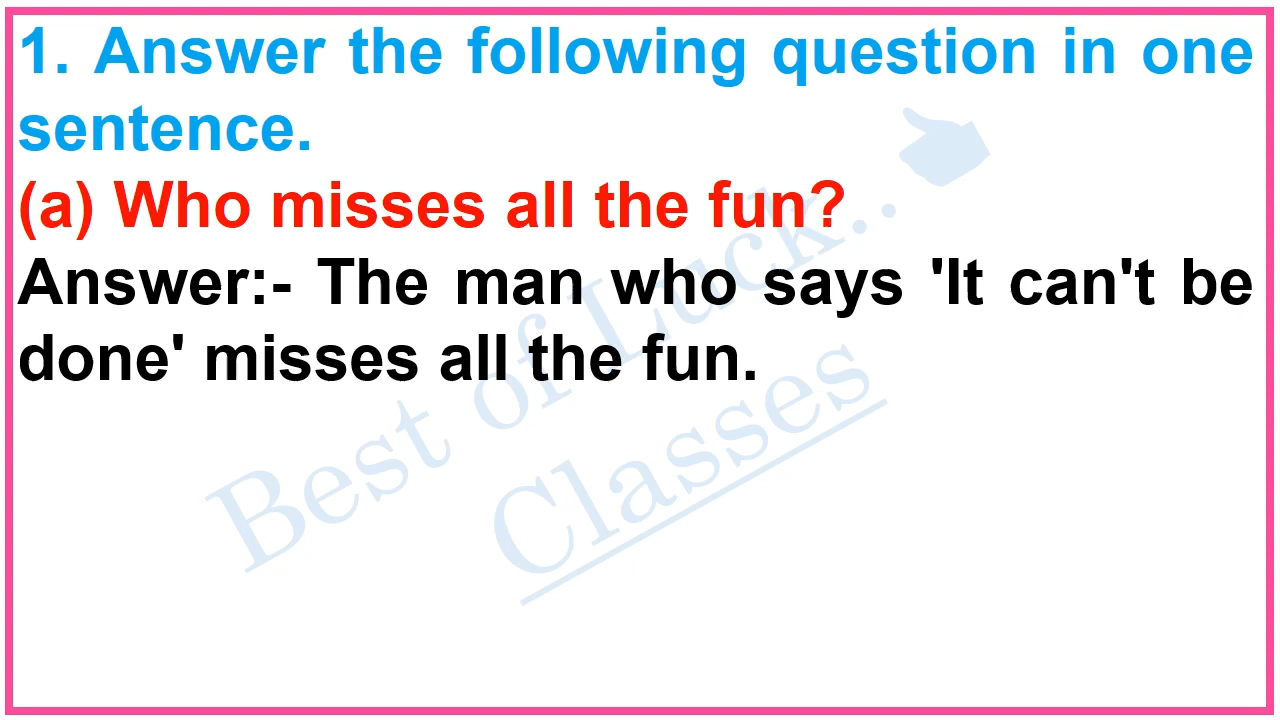 1. Answer the following question in one
sentence.
(a) Who misses all the fun?
Answer:- The man who says 'It can't be
done' misses all the fun.
Best of Luck..
Classes